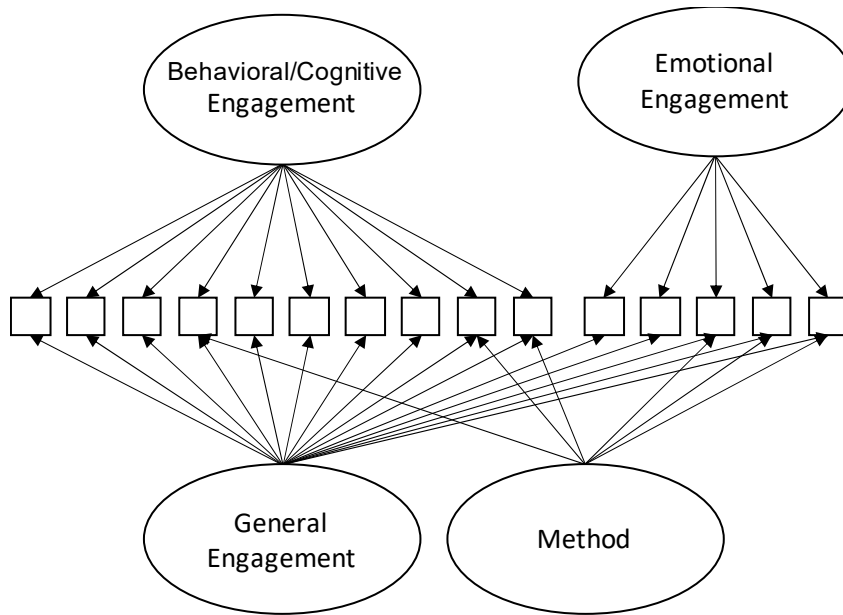 Behavioral/Cognitive
Engagement
Emotional
Engagement
General
Engagement
Method